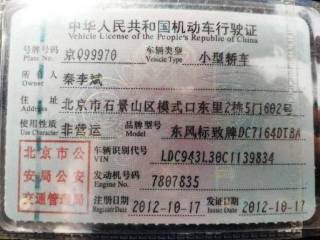 中华人民共和国机动车行驶证
Vehicle License of the People's Republic of China
号牌号码 京Q99970 车辆类型 小型轿车
Plate No. Vehicle Type
所有人 秦李斌
Owner
住址 北京市石景山区模式口东里2栋5门602号
Address
使用性质 非营运 品牌型号 东风标致牌DC7164DTBA
Use Character Model
北京市公 车辆识别代号 LDC943L30C1139834
VIN
安局公安 发动机号码 7807835
Engine No.
交通管理局 注册日期 2012-10-17 发证日期 2012-10-17
Register Date Issue Date